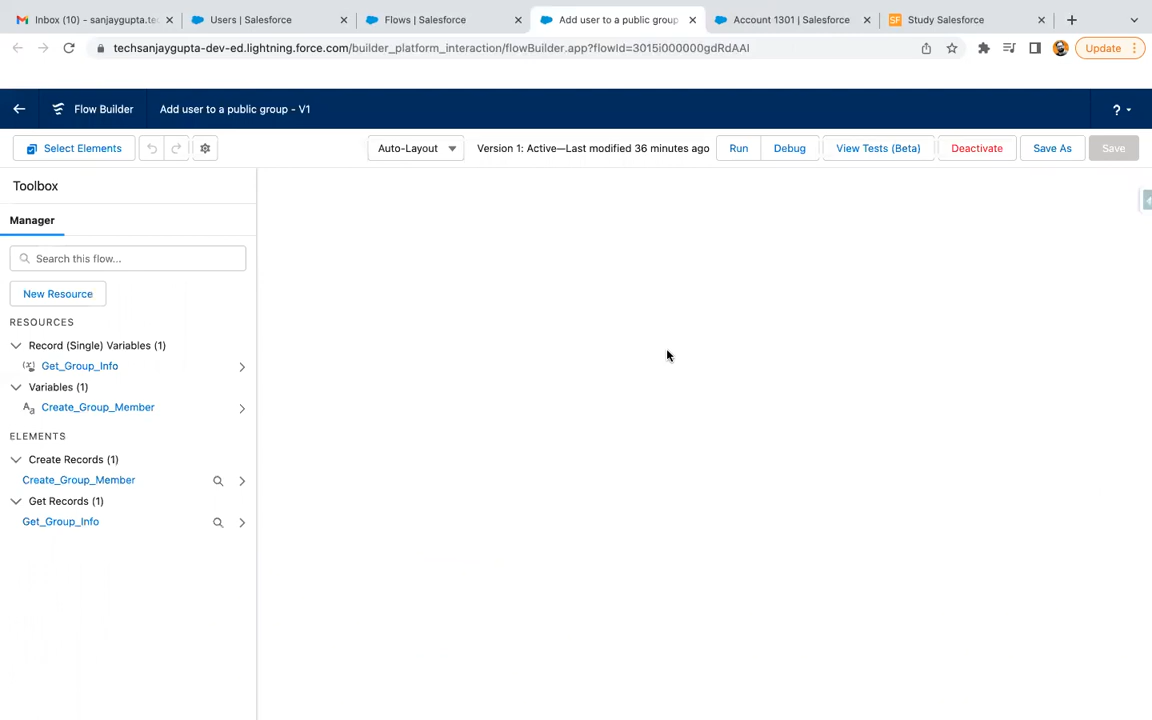 Inbox (10) - sanjaygupta.te
Users | Salesforce
Flows | Salesforce
Add user to a public group
Account 1301 | Salesforce
SF Study Salesforce
techsanjaygupta-dev-ed.lightning.force.com/builder_platform_interaction/flowBuilder.app?flowId=3015i000000gdRdAAI
Update
Flow Builder
Add user to a public group - V1
?
Select Elements
Auto-Layout
Version 1: Active—Last modified 36 minutes ago
Run
Debug
View Tests (Beta)
Deactivate
Save As
Save
Toolbox
Manager
Search this flow...
New Resource
RESOURCES
Record (Single) Variables (1)
Get_Group_Info
Variables (1)
Create_Group_Member
ELEMENTS
Create Records (1)
Create_Group_Member
Get Records (1)
Get_Group_Info